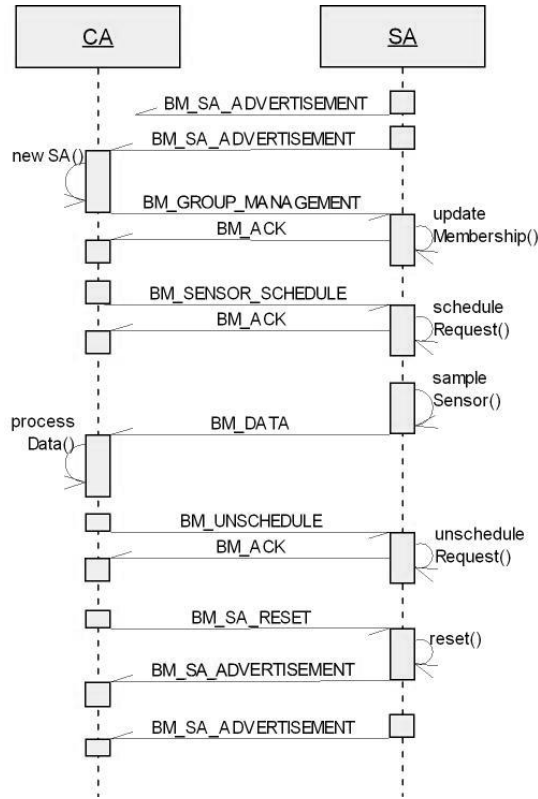 CA
SA
BM_SA_ADVERTISEMENT
BM_SA_ADVERTISEMENT
new SA()
BM_GROUP_MANAGEMENT
update
Membership()
BM_ACK
BM_SENSOR_SCHEDULE
schedule
Request()
BM_ACK
sample
Sensor()
process
Data()
BM_DATA
BM_UNSCHEDULE
unschedule
Request()
BM_ACK
BM_SA_RESET
reset()
BM_SA_ADVERTISEMENT
BM_SA_ADVERTISEMENT